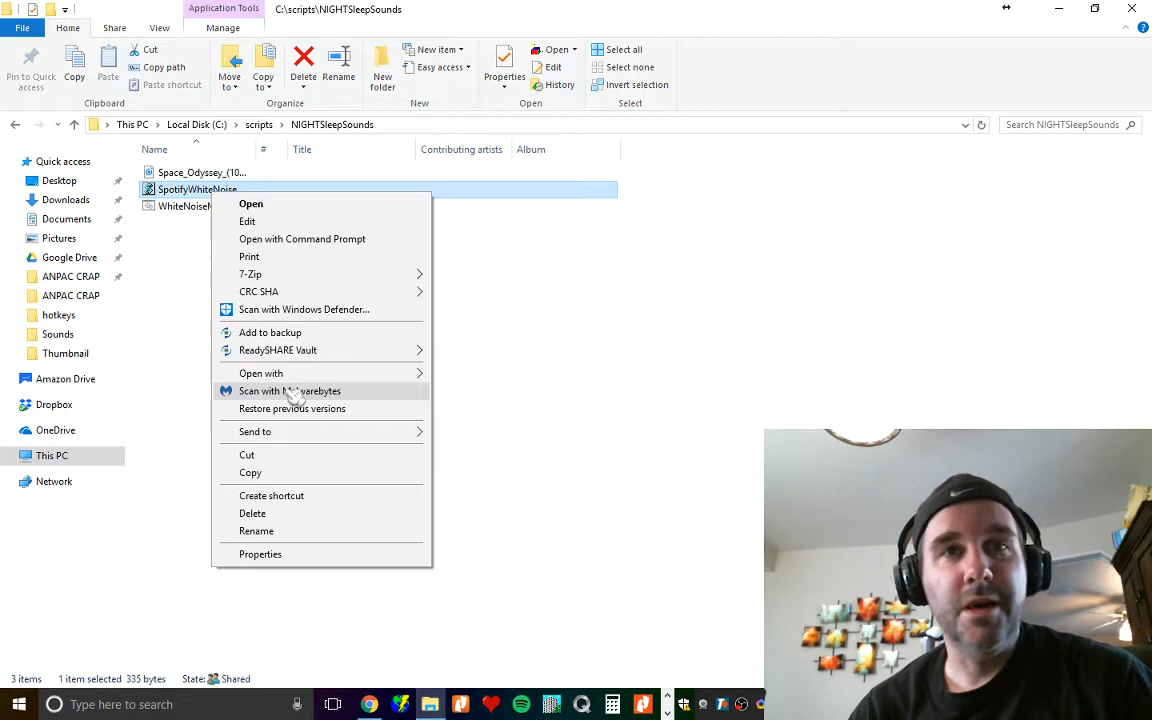 Application Tools
C:\scripts\NIGHTSleepSounds
File
Home
Share
View
Manage
Pin to Quick access
Copy
Paste
Cut
Copy path
Paste shortcut
Clipboard
Move to
Copy to
Delete
Rename
Organize
New folder
New item
Easy access
New
Properties
Open
Edit
History
Open
Select all
Select none
Invert selection
Select
This PC
Local Disk (C:)
scripts
NIGHTSleepSounds
Search NIGHTSleepSounds
Name
#
Title
Contributing artists
Album
Quick access
Desktop
Downloads
Documents
Pictures
Google Drive
ANPAC CRAP
ANPAC CRAP
hotkeys
Sounds
Thumbnail
Amazon Drive
Dropbox
OneDrive
This PC
Network
Space_Odyssey_(10...
SpotifyWhiteNoise
Open
Edit
Open with Command Prompt
Print
7-Zip
CRC SHA
Scan with Windows Defender...
Add to backup
ReadySHARE Vault
Open with
Scan with Malwarebytes
Restore previous versions
Send to
Cut
Copy
Create shortcut
Delete
Rename
Properties
3 items
1 item selected 335 bytes
State: Shared
Type here to search